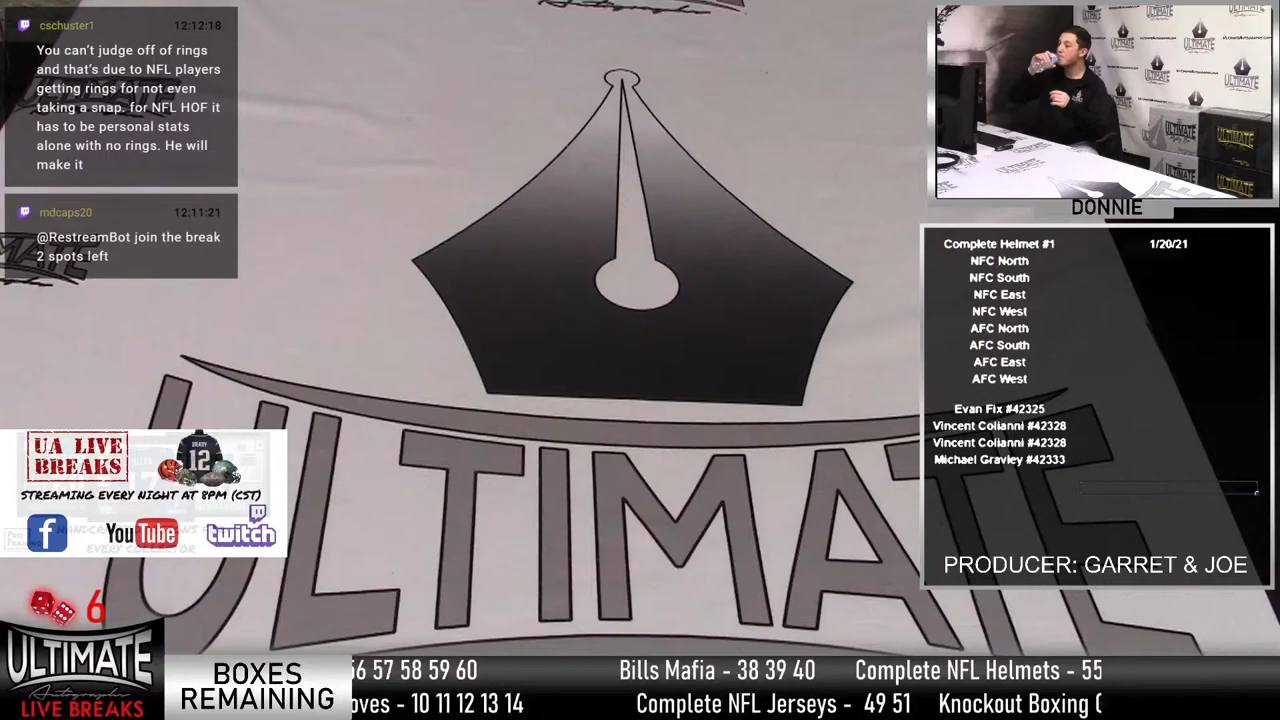 cschuster1 12:12:18
You can't judge off of rings
and that's due to NFL players
getting rings for not even
taking a snap. for NFL HOF it
has to be personal stats
alone with no rings. He will
make it
mdcaps20 12:11:21
@RestreamBot join the break
2 spots left
Autographs
ULTIMATE
DONNIE
Complete Helmet #1 1/20/21
NFC North
NFC South
NFC East
NFC West
AFC North
AFC South
AFC East
AFC West
Evan Fix #42325
Vincent Colianni #42328
Vincent Colianni #42328
Michael Gravley #42333
PRODUCER: GARRET & JOE
UA LIVE
BREAKS
BRADY
12
STREAMING EVERY NIGHT AT 8PM (CST)
YouTube
twitch
6
ULTIMATE
Autographs
LIVE BREAKS
BOXES
REMAINING
56 57 58 59 60 Bills Mafia - 38 39 40 Complete NFL Helmets - 55
oves - 10 11 12 13 14 Complete NFL Jerseys - 49 51 Knockout Boxing